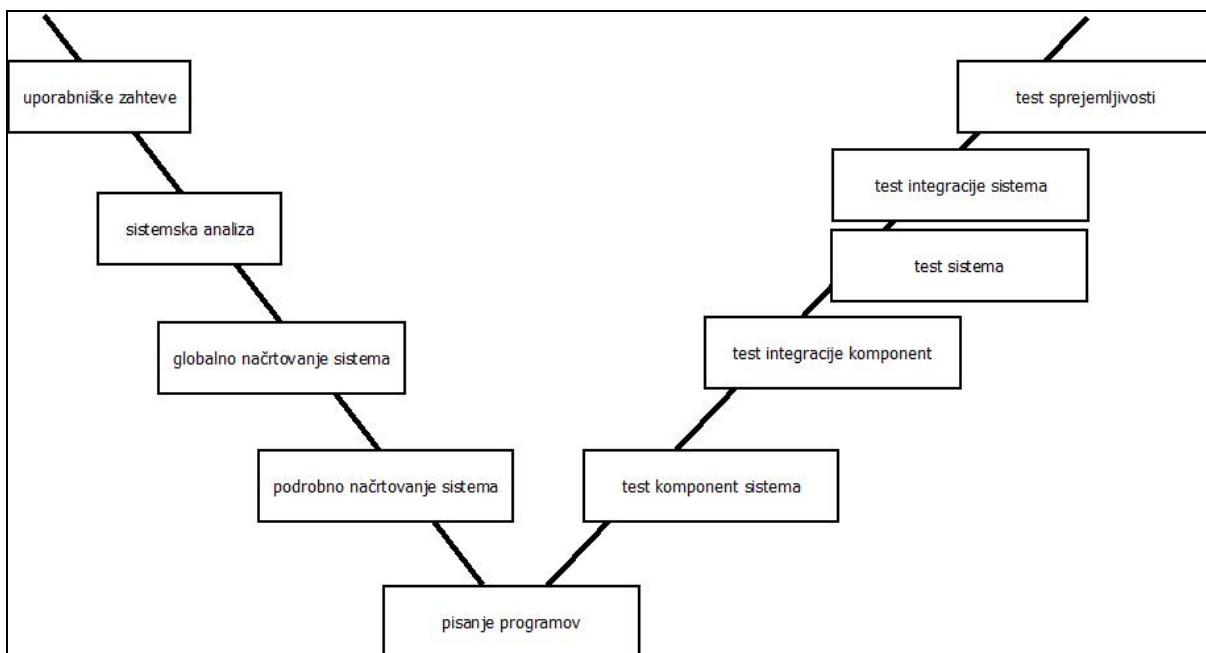 uporabniške zahteve
test sprejemljivosti
test integracije sistema
sistemska analiza
test sistema
globalno načrtovanje sistema
test integracije komponent
podrobno načrtovanje sistema
test komponent sistema
pisanje programov